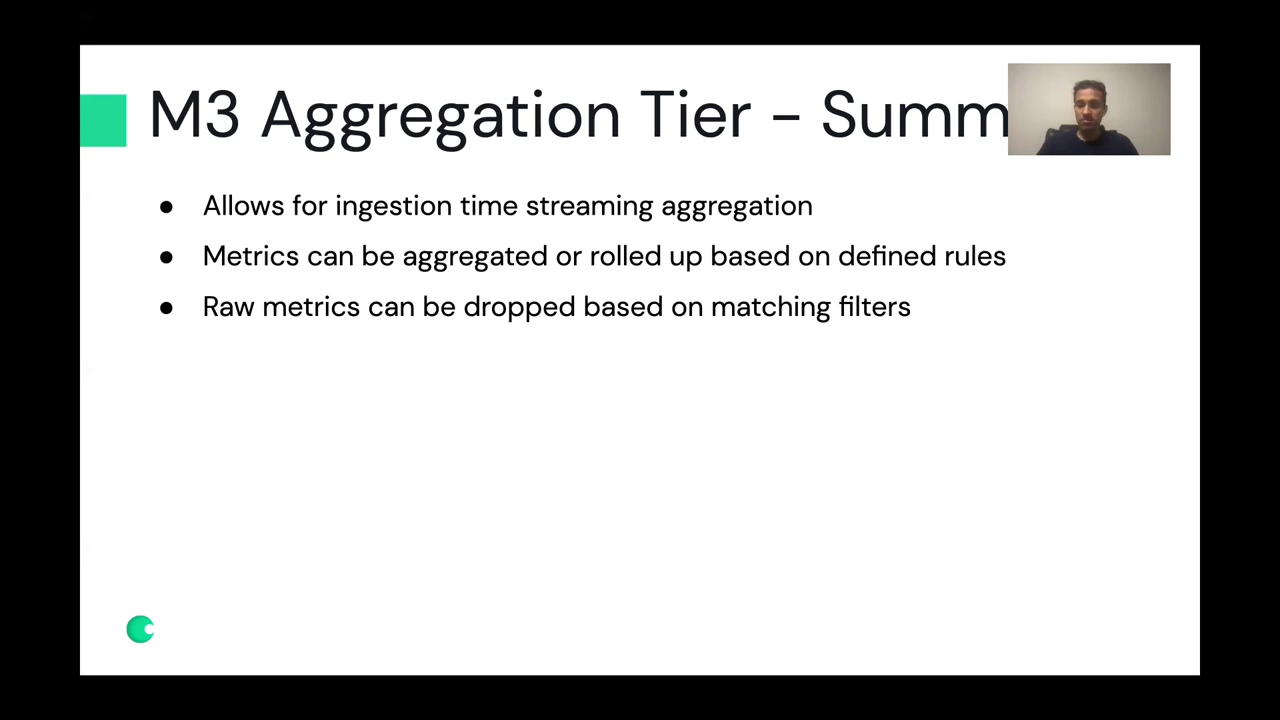 M3 Aggregation Tier - Summ
● Allows for ingestion time streaming aggregation
● Metrics can be aggregated or rolled up based on defined rules
● Raw metrics can be dropped based on matching filters